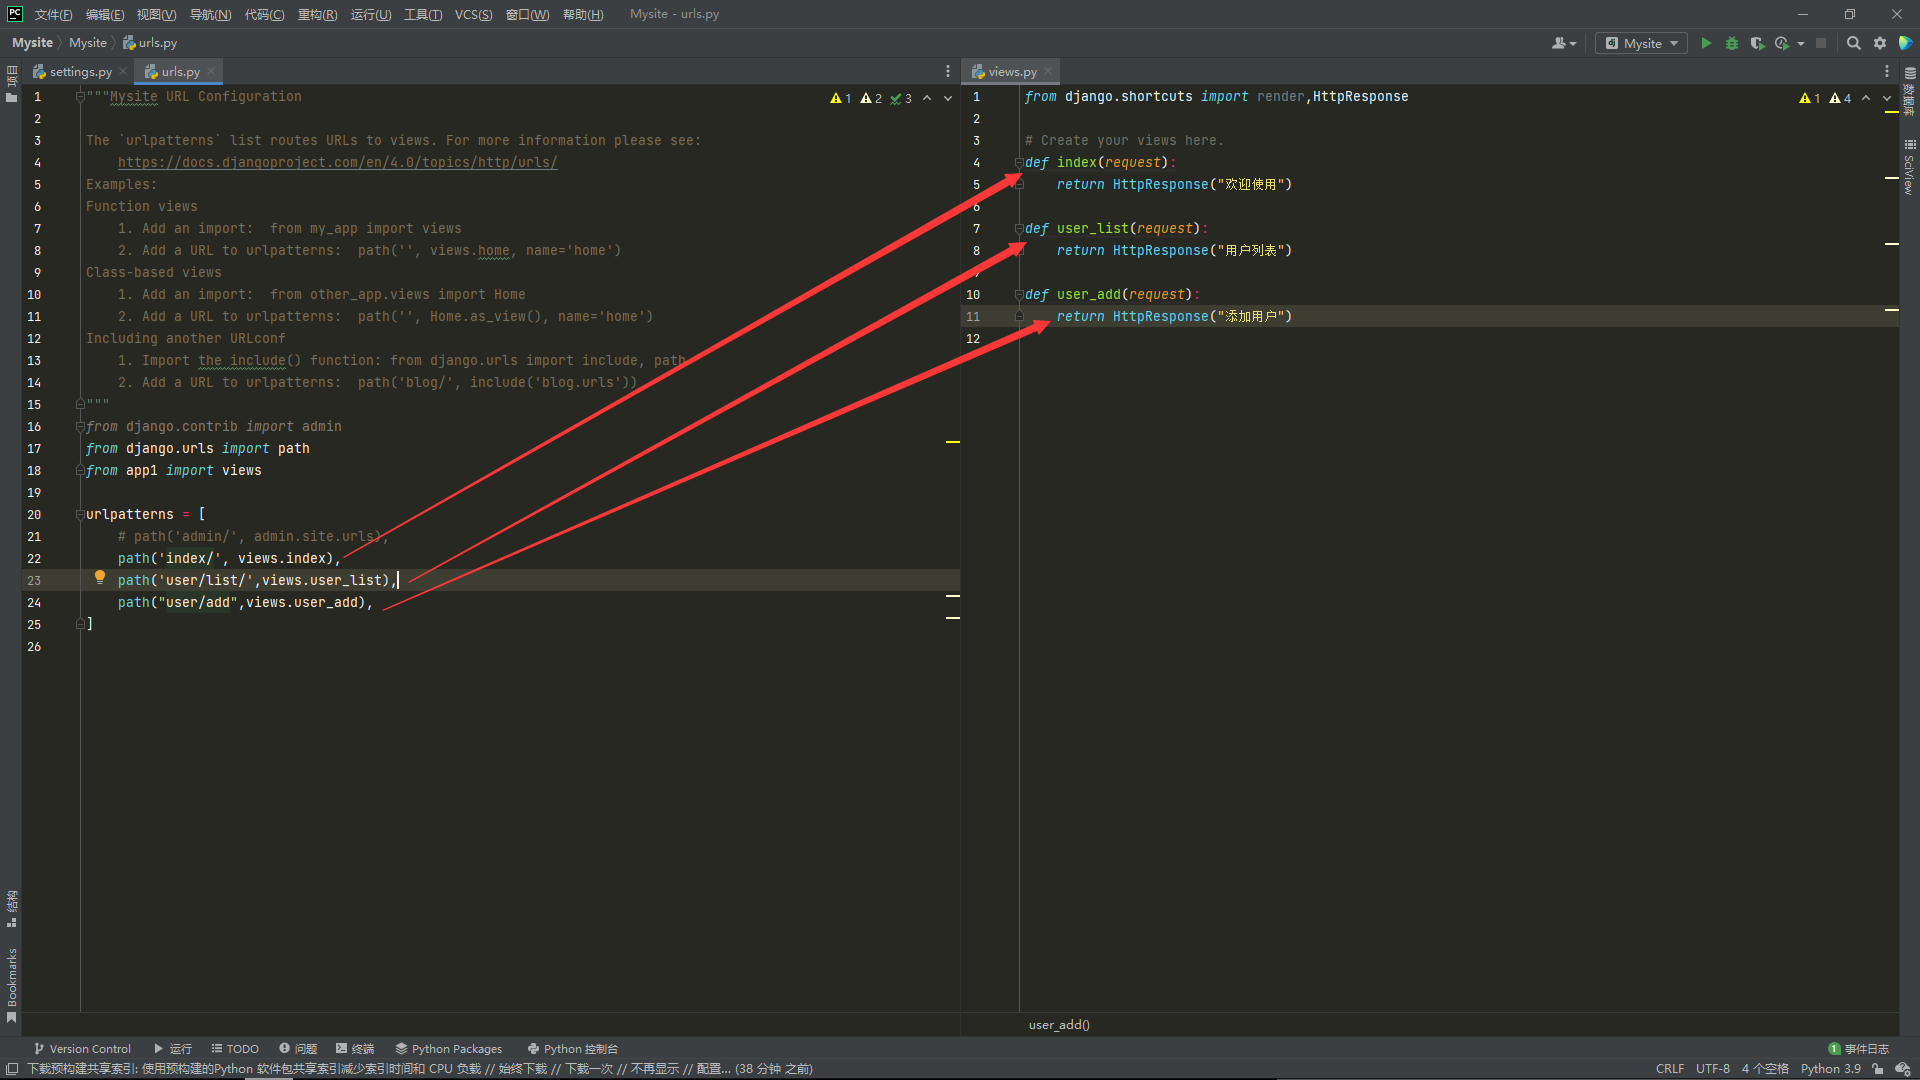 PC 文件(F) 编辑(E) 视图(V) 导航(N) 代码(C) 重构(R) 运行(U) 工具(T) VCS(S) 窗口(W) 帮助(H) Mysite - urls.py
Mysite Mysite urls.py Mysite
项目
settings.py urls.py
1 2 3
1 """Mysite URL Configuration
2
3 The `urlpatterns` list routes URLs to views. For more information please see:
4 https://docs.djangoproject.com/en/4.0/topics/http/urls/
5 Examples:
6 Function views
7 1. Add an import:  from my_app import views
8 2. Add a URL to urlpatterns:  path('', views.home, name='home')
9 Class-based views
10 1. Add an import:  from other_app.views import Home
11 2. Add a URL to urlpatterns:  path('', Home.as_view(), name='home')
12 Including another URLconf
13 1. Import the include() function: from django.urls import include, path
14 2. Add a URL to urlpatterns:  path('blog/', include('blog.urls'))
15 """
16 from django.contrib import admin
17 from django.urls import path
18 from app1 import views
19
20 urlpatterns = [
21 # path('admin/', admin.site.urls),
22 path('index/', views.index),
23 path('user/list/',views.user_list),
24 path("user/add",views.user_add),
25 ]
26
views.py
1 4
1 from django.shortcuts import render,HttpResponse
2
3 # Create your views here.
4 def index(request):
5 return HttpResponse("欢迎使用")
6
7 def user_list(request):
8 return HttpResponse("用户列表")
10 def user_add(request):
11 return HttpResponse("添加用户")
12
user_add()
数据库
SciView
结构
Bookmarks
Version Control 运行 TODO 问题 终端 Python Packages Python 控制台 1 事件日志
下载预构建共享索引: 使用预构建的Python 软件包共享索引减少索引时间和 CPU 负载 // 始终下载 // 下载一次 // 不再显示 // 配置... (38 分钟 之前) CRLF UTF-8 4 个空格 Python 3.9